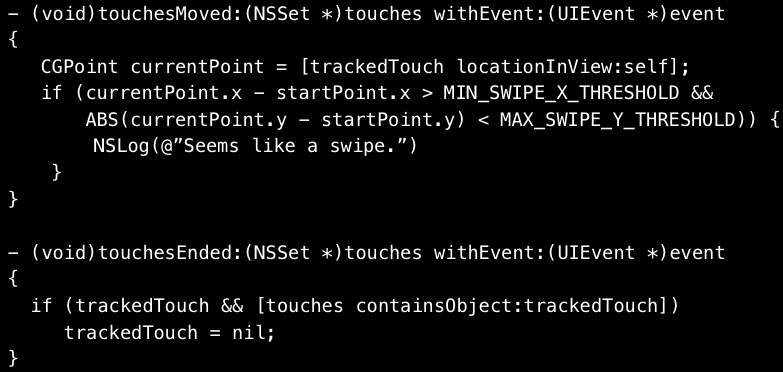 - (void)touchesMoved:(NSSet *)touches withEvent:(UIEvent *)event
{
   CGPoint currentPoint = [trackedTouch locationInView:self];
   if (currentPoint.x - startPoint.x > MIN_SWIPE_X_THRESHOLD &&
       ABS(currentPoint.y - startPoint.y) < MAX_SWIPE_Y_THRESHOLD)) {
        NSLog(@”Seems like a swipe.”)
    }
}

- (void)touchesEnded:(NSSet *)touches withEvent:(UIEvent *)event
{
  if (trackedTouch && [touches containsObject:trackedTouch])
     trackedTouch = nil;
}